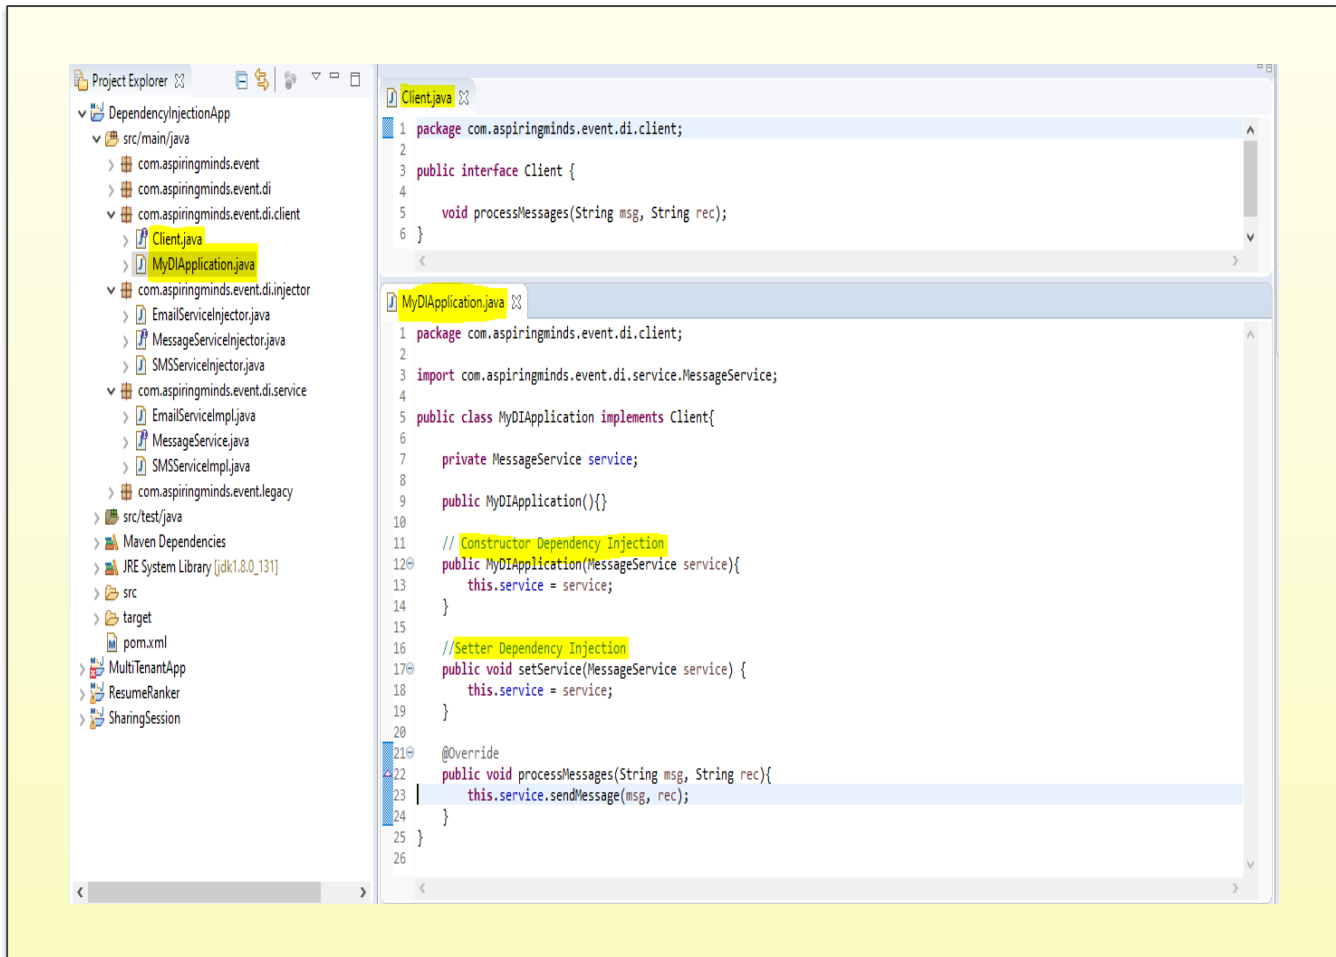 Project Explorer
DependencyInjectionApp
src/main/java
com.aspiringminds.event
com.aspiringminds.event.di
com.aspiringminds.event.di.client
Client.java
MyDIApplication.java
com.aspiringminds.event.di.injector
EmailServiceInjector.java
MessageServiceInjector.java
SMSServiceInjector.java
com.aspiringminds.event.di.service
EmailServiceImpl.java
MessageService.java
SMSServiceImpl.java
com.aspiringminds.event.legacy
src/test/java
Maven Dependencies
JRE System Library [jdk1.8.0_131]
src
target
pom.xml
MultiTenantApp
ResumeRanker
SharingSession
Client.java
1 package com.aspiringminds.event.di.client;
2
3 public interface Client {
4
5 void processMessages(String msg, String rec);
6 }
MyDIApplication.java
1 package com.aspiringminds.event.di.client;
2
3 import com.aspiringminds.event.di.service.MessageService;
4
5 public class MyDIApplication implements Client{
6
7 private MessageService service;
8
9 public MyDIApplication(){}
10
11 // Constructor Dependency Injection
12 public MyDIApplication(MessageService service){
13 this.service = service;
14 }
15
16 //Setter Dependency Injection
17 public void setService(MessageService service) {
18 this.service = service;
19 }
20
21 @Override
22 public void processMessages(String msg, String rec){
23 this.service.sendMessage(msg, rec);
24 }
25 }
26